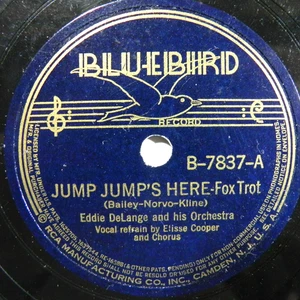 BLUEBIRD
RECORD
B-7837-A
JUMP JUMP'S HERE-Fox Trot
(Bailey-Norvo-Kline)
Eddie DeLange and his Orchestra
Vocal refrain by Elisse Cooper
and Chorus
RCA MANUFACTURING CO., INC., CAMDEN, N.J., U.S.A.